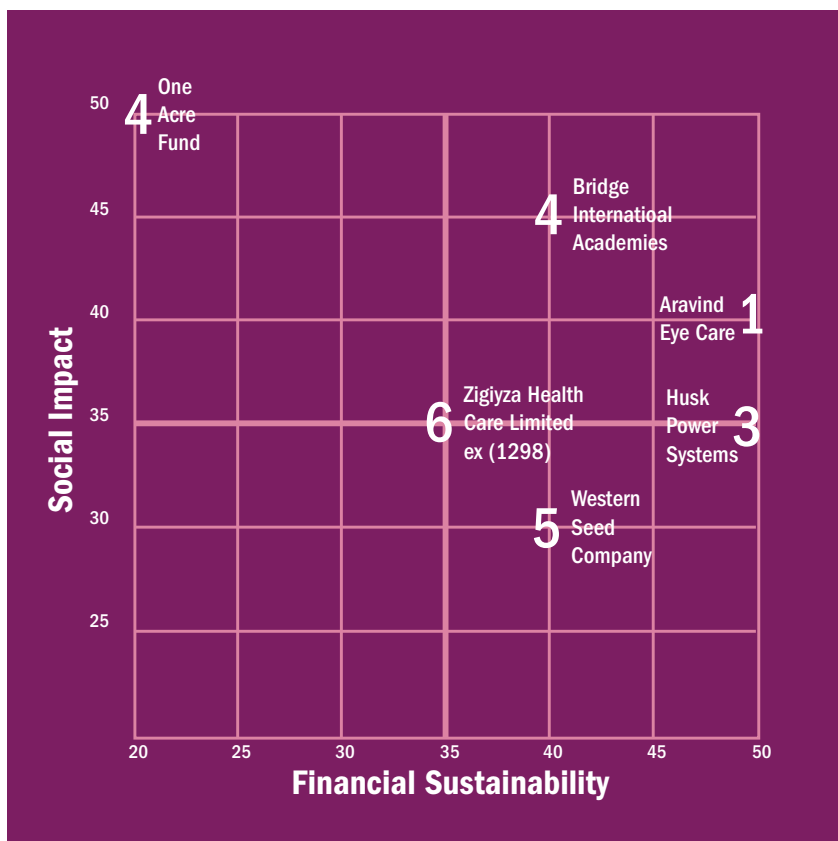 One
Acre
Fund
50
4
Bridge
Internatioal
Academies
45
4
Aravind
Eye Care
40
1
Zigiyza Health
Care Limited
ex (1298)
35
6
Husk
Power
Systems
3
Western
Seed
Company
30
5
25
20 25 30 35 40 45 50
Social Impact
Financial Sustainability